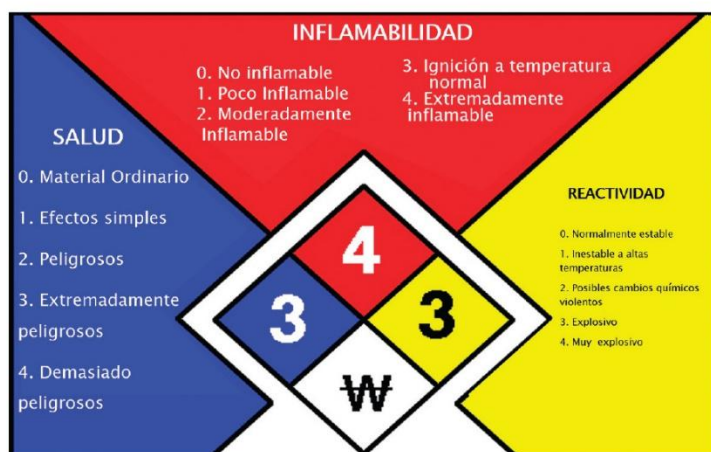 INFLAMABILIDAD
0. No inflamable
1. Poco Inflamable
2. Moderadamente
Inflamable
3. Ignición a temperatura
normal
4. Extremadamente
inflamable
SALUD
0. Material Ordinario
1. Efectos simples
2. Peligrosos
3. Extremadamente
peligrosos
4. Demasiado
peligrosos
REACTIVIDAD
0. Normalmente estable
1. Inestable a altas
temperaturas
2. Posibles cambios químicos
violentos
3. Explosivo
4. Muy explosivo
4
3
3
W